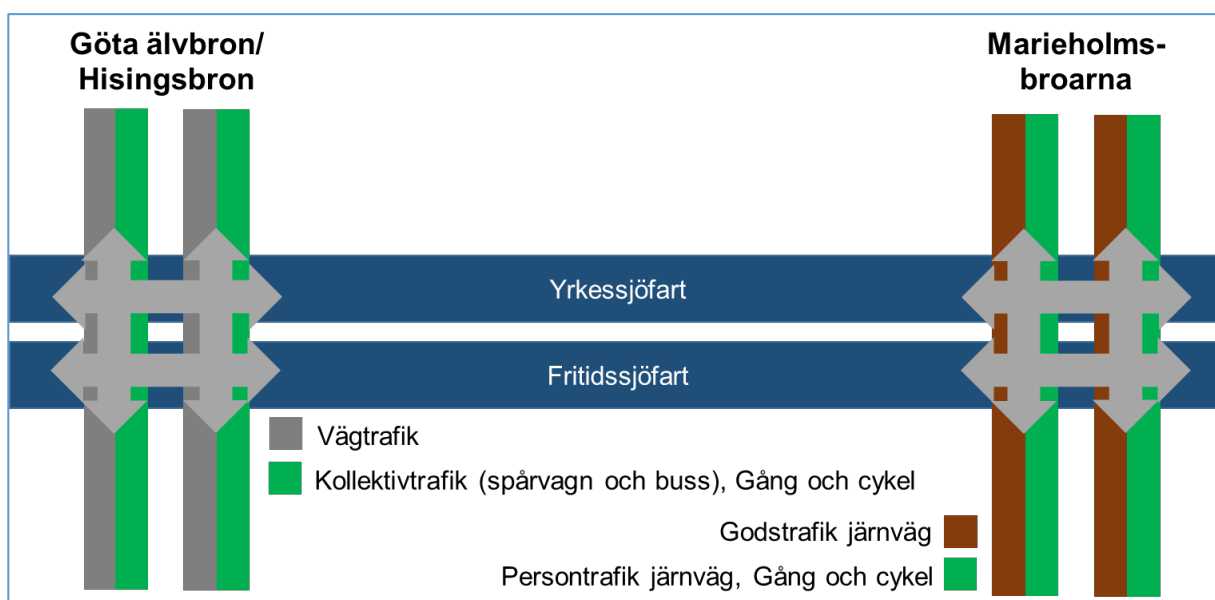 Göta älvbron/
Hisingsbron
Marieholms-
broarna
Yrkessjöfart
Fritidssjöfart
Vägtrafik
Kollektivtrafik (spårvagn och buss), Gång och cykel
Godstrafik järnväg
Persontrafik järnväg, Gång och cykel